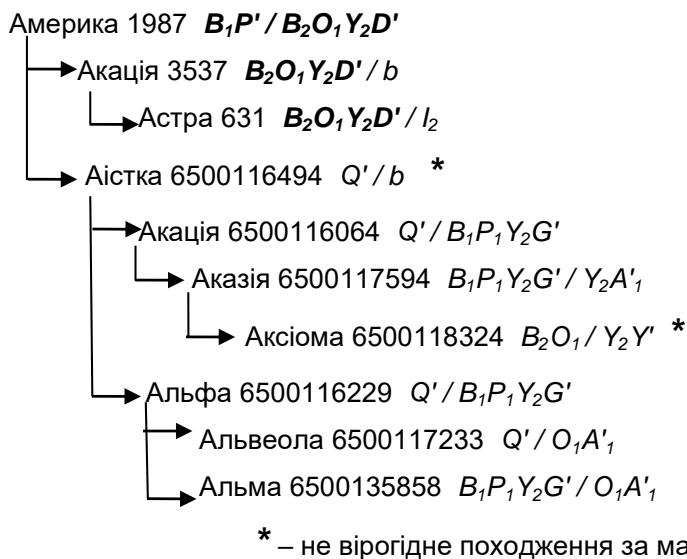 Америка 1987 B₁P' / B₂O₁Y₂D'
Акація 3537 B₂O₁Y₂D' / b
Астра 631 B₂O₁Y₂D' / I₂
Аістка 6500116494 Q' / b *
Акація 6500116064 Q' / B₁P₁Y₂G'
Аказія 6500117594 B₁P₁Y₂G' / Y₂A'₁
Аксіома 6500118324 B₂O₁ / Y₂Y' *
Альфа 6500116229 Q' / B₁P₁Y₂G'
Альвеола 6500117233 Q' / O₁A'₁
Альма 6500135858 B₁P₁Y₂G' / O₁A'₁
* – не вірогідне походження за